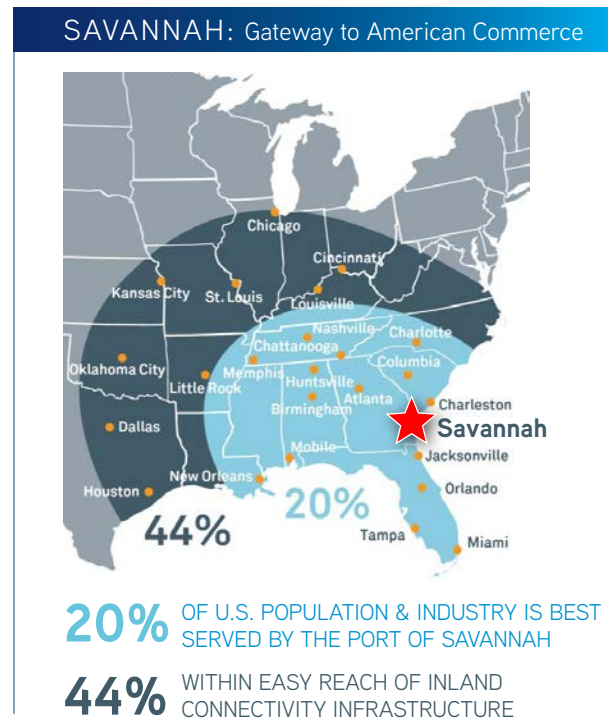 SAVANNAH: Gateway to American Commerce
Chicago
Cincinnati
Kansas City
St. Louis
Louisville
Nashville
Charlotte
Chattanooga
Oklahoma City
Memphis
Columbia
Little Rock
Huntsville
Atlanta
Charleston
Birmingham
Savannah
Dallas
Mobile
Jacksonville
New Orleans
Houston
20%
Orlando
44%
Tampa
Miami
20% OF U.S. POPULATION & INDUSTRY IS BEST
SERVED BY THE PORT OF SAVANNAH
44% WITHIN EASY REACH OF INLAND
CONNECTIVITY INFRASTRUCTURE